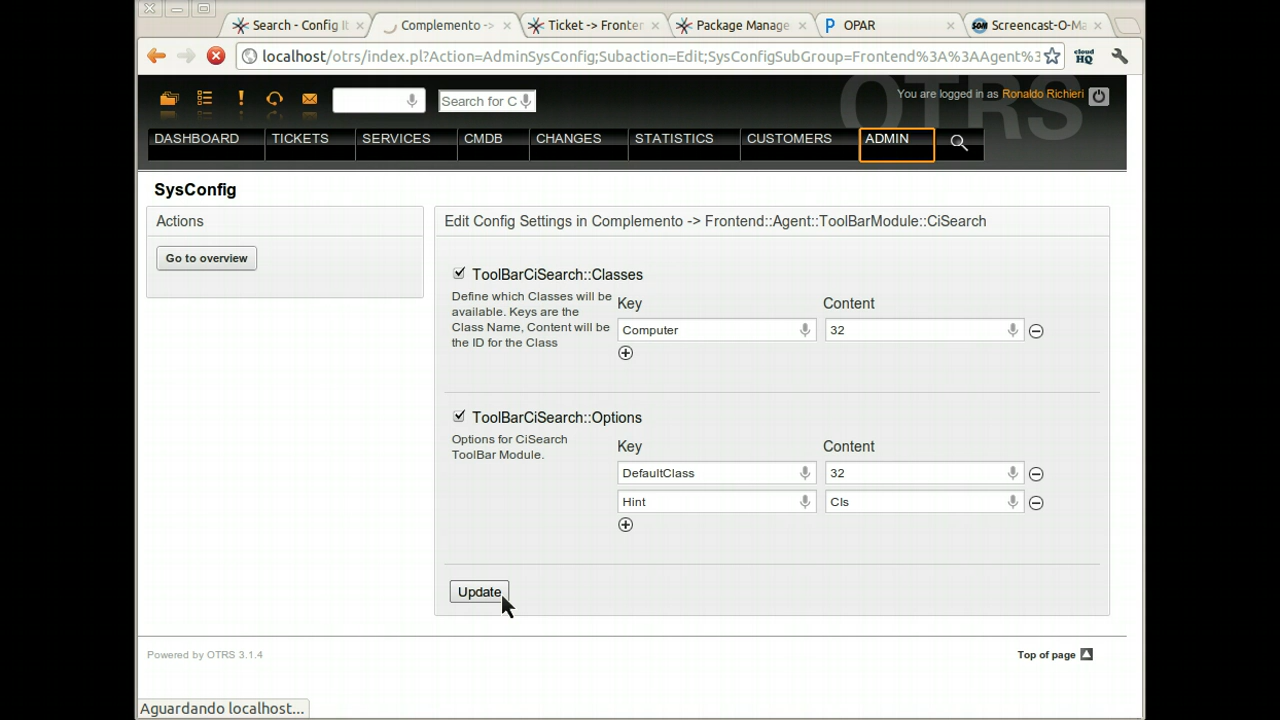 Search - Config It
Complemento ->
Ticket -> Fronter
Package Manage
OPAR
Screencast-O-Ma
localhost/otrs/index.pl?Action=AdminSysConfig;Subaction=Edit;SysConfigSubGroup=Frontend%3A%3AAgent%3
cloud
HQ
OTRS
You are logged in as Ronaldo Richieri
Search for C
DASHBOARD
TICKETS
SERVICES
CMDB
CHANGES
STATISTICS
CUSTOMERS
ADMIN
SysConfig
Actions
Go to overview
Edit Config Settings in Complemento -> Frontend::Agent::ToolBarModule::CiSearch
ToolBarCiSearch::Classes
Define which Classes will be
available. Keys are the
Class Name, Content will be
the ID for the Class
Key
Content
Computer
32
ToolBarCiSearch::Options
Options for CiSearch
ToolBar Module.
Key
Content
DefaultClass
32
Hint
CIs
Update
Powered by OTRS 3.1.4
Top of page
Aguardando localhost...